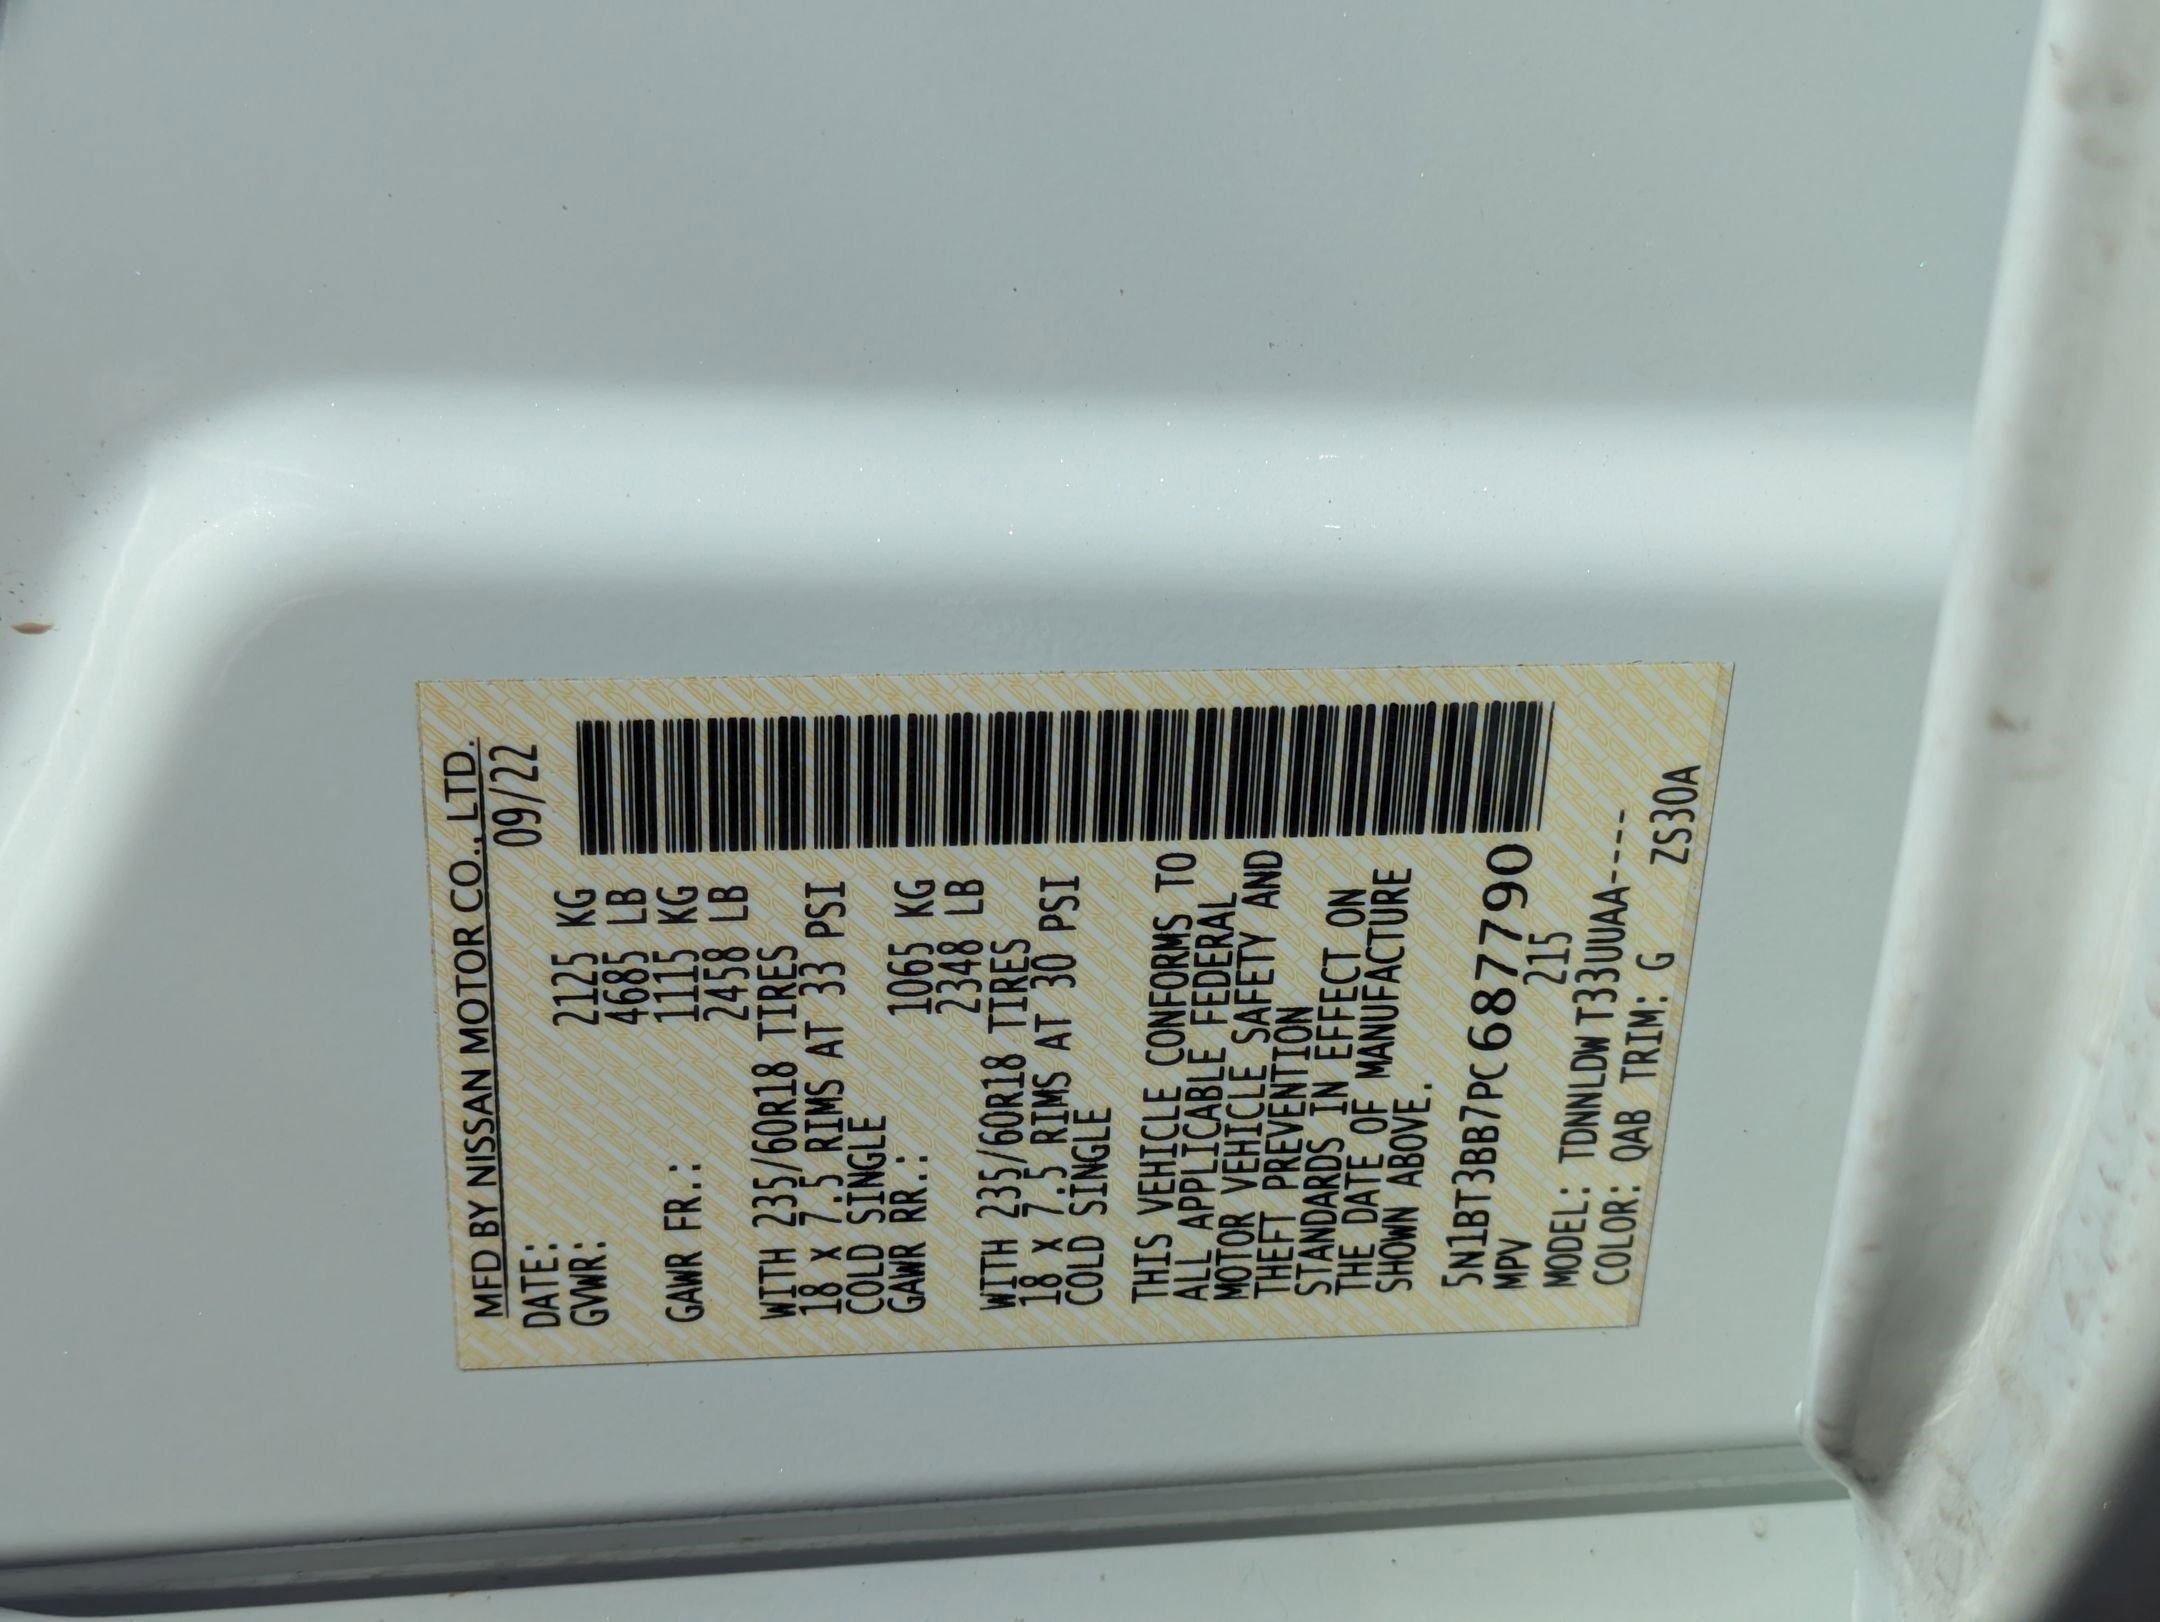 MFD BY NISSAN MOTOR CO., LTD.
DATE: 09/22
GVWR: 2125 KG
4685 LB
GAWR FR.: 1115 KG
2458 LB
WITH 235/60R18 TIRES
18 X 7.5 RIMS AT 33 PSI
COLD SINGLE
GAWR RR.: 1065 KG
2348 LB
WITH 235/60R18 TIRES
18 X 7.5 RIMS AT 30 PSI
COLD SINGLE
THIS VEHICLE CONFORMS TO
ALL APPLICABLE FEDERAL
MOTOR VEHICLE SAFETY AND
THEFT PREVENTION
STANDARDS IN EFFECT ON
THE DATE OF MANUFACTURE
SHOWN ABOVE.
5N1BT3BB7PC687790
MPV 215
MODEL: TDNNLDWT33UUAA----
COLOR: QAB TRIM: G
ZS30A